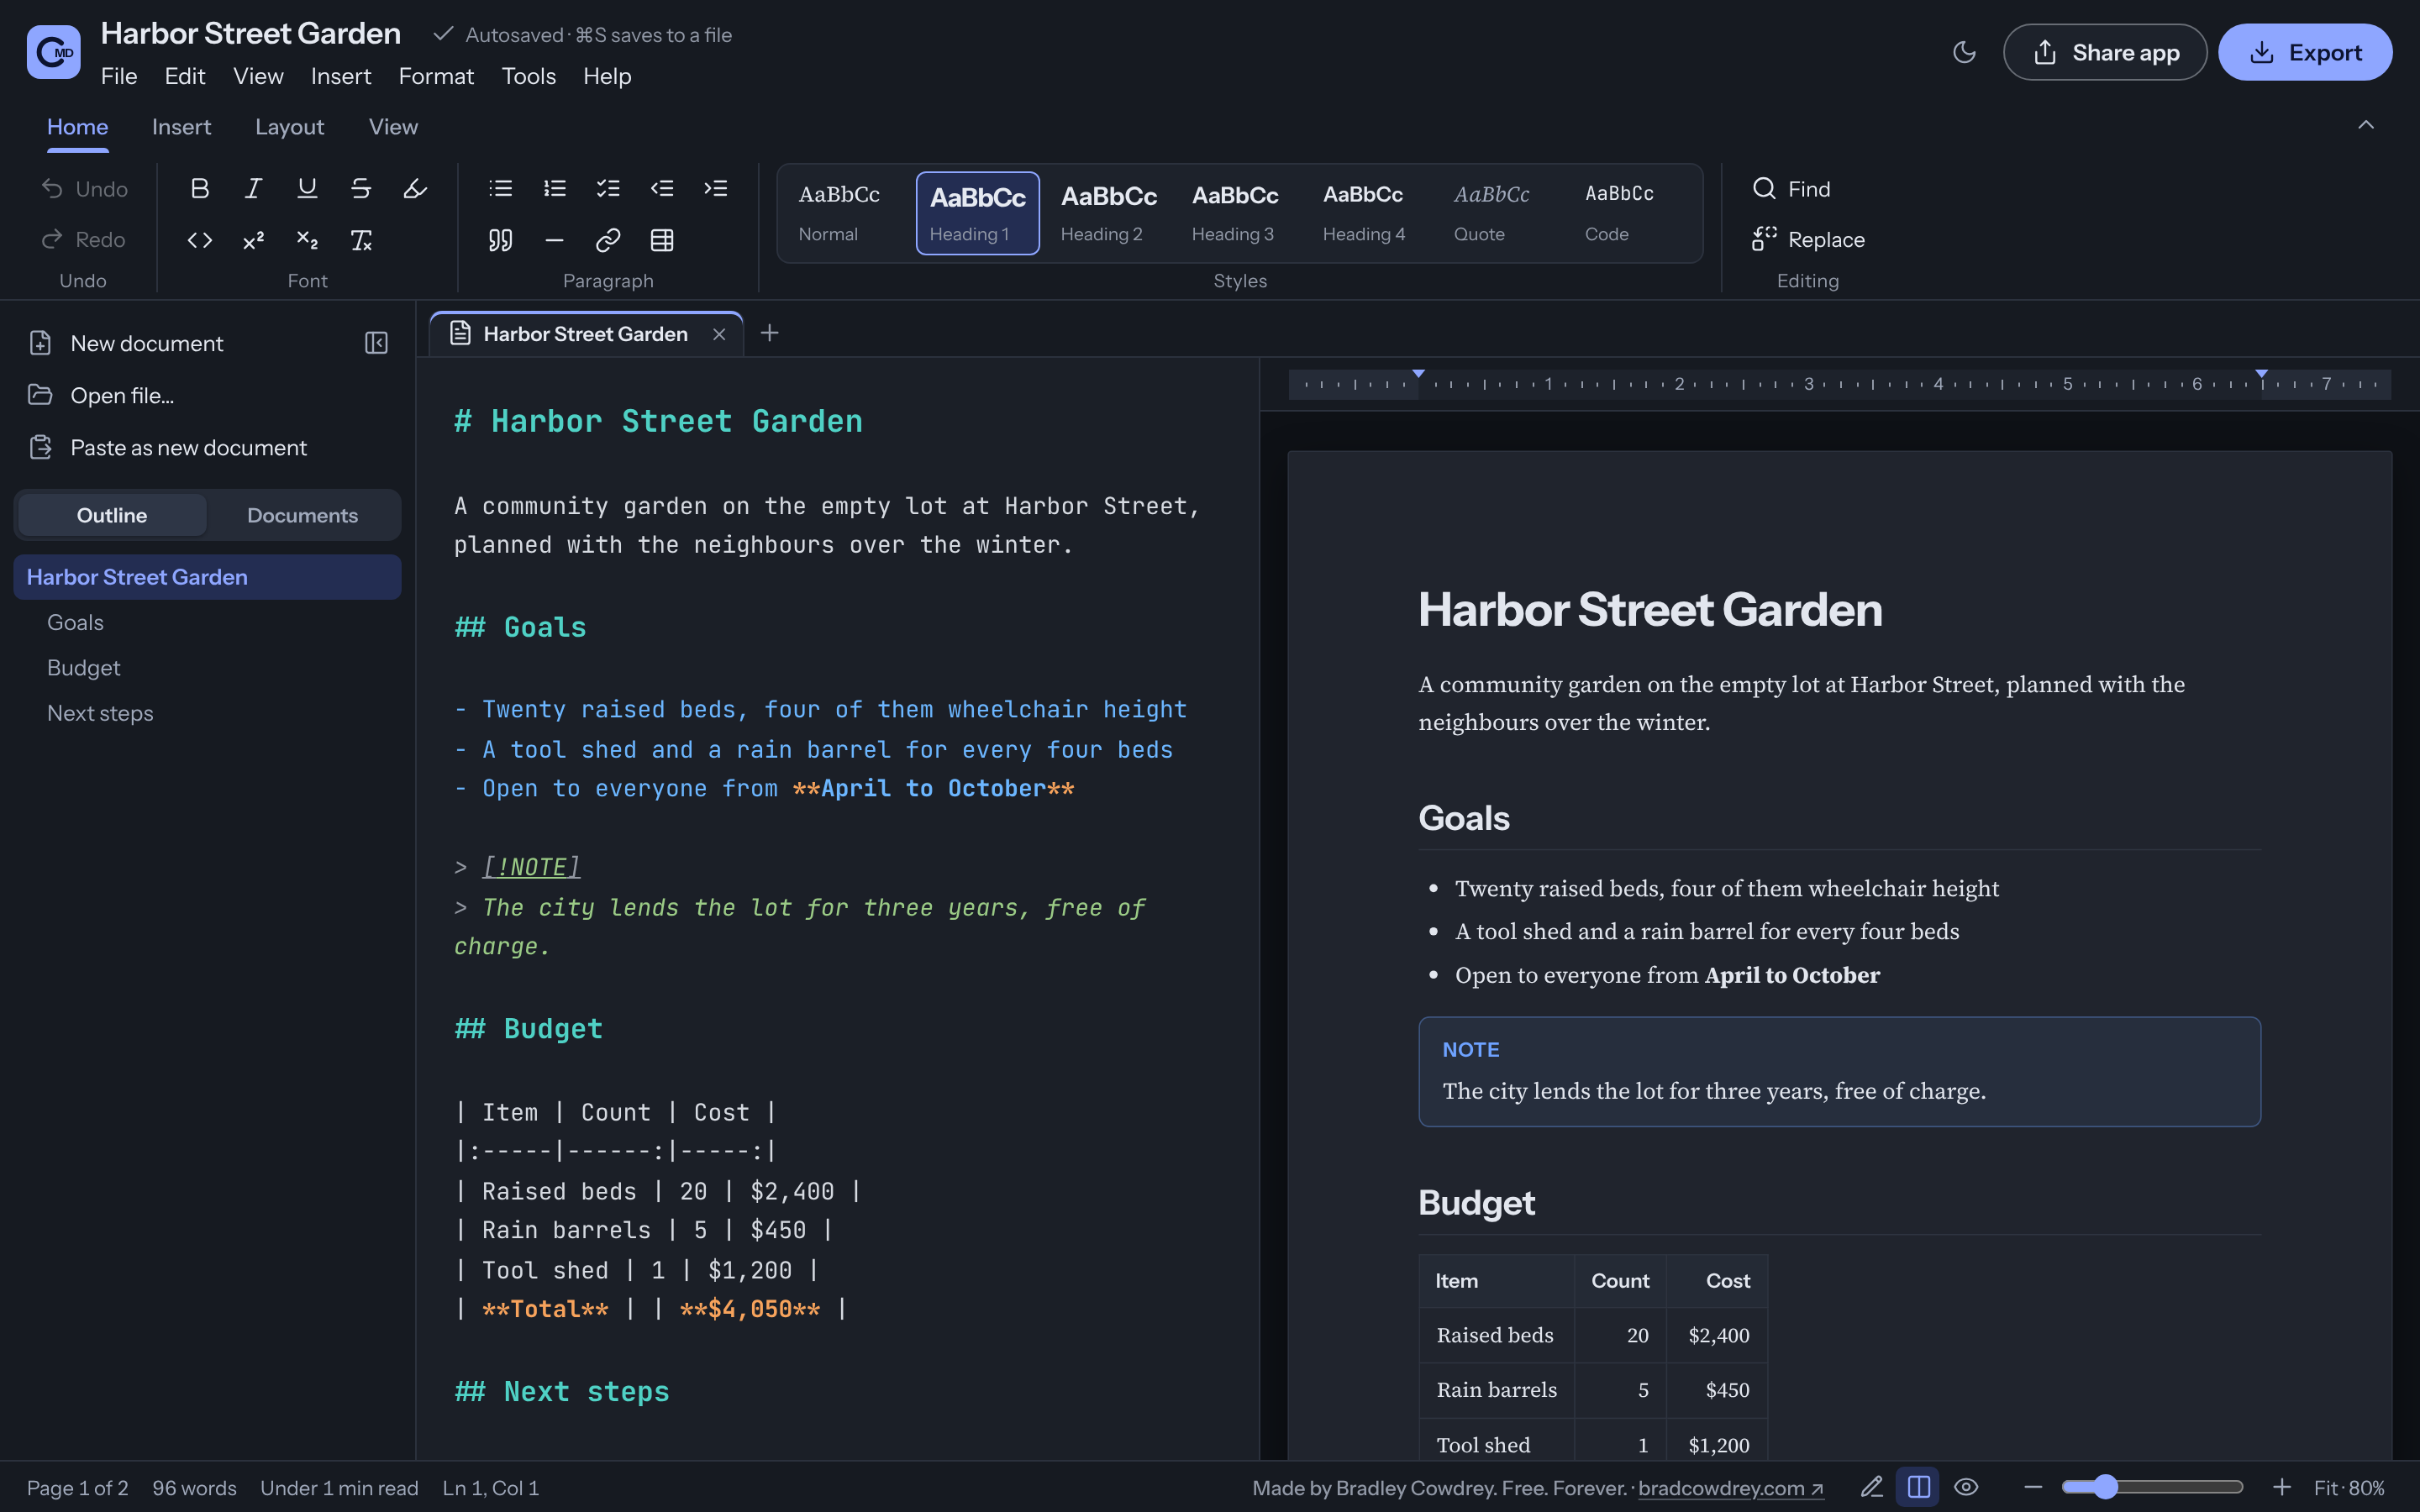 Harbor Street Garden
Autosaved · ⌘S saves to a file
MD
File Edit View Insert Format Tools Help
Share app
Export
Home Insert Layout View
Undo
Redo
Undo
Font
Paragraph
AaBbCc AaBbCc AaBbCc AaBbCc AaBbCc AaBbCc AaBbCc
Normal Heading 1 Heading 2 Heading 3 Heading 4 Quote Code
Styles
Find
Replace
Editing
New document
Open file...
Paste as new document
Outline Documents
Harbor Street Garden
Goals
Budget
Next steps
Harbor Street Garden
# Harbor Street Garden
A community garden on the empty lot at Harbor Street,
planned with the neighbours over the winter.
## Goals
- Twenty raised beds, four of them wheelchair height
- A tool shed and a rain barrel for every four beds
- Open to everyone from **April to October**
> [!NOTE]
> The city lends the lot for three years, free of
charge.
## Budget
| Item | Count | Cost |
|:-----|------:|-----:|
| Raised beds | 20 | $2,400 |
| Rain barrels | 5 | $450 |
| Tool shed | 1 | $1,200 |
| **Total** | | **$4,050** |
## Next steps
1 2 3 4 5 6 7
Harbor Street Garden
A community garden on the empty lot at Harbor Street, planned with the
neighbours over the winter.
Goals
• Twenty raised beds, four of them wheelchair height
• A tool shed and a rain barrel for every four beds
• Open to everyone from April to October
NOTE
The city lends the lot for three years, free of charge.
Budget
Item Count Cost
Raised beds 20 $2,400
Rain barrels 5 $450
Tool shed 1 $1,200
Page 1 of 2 96 words Under 1 min read Ln 1, Col 1
Made by Bradley Cowdrey. Free. Forever. · bradcowdrey.com ↗
Fit · 80%